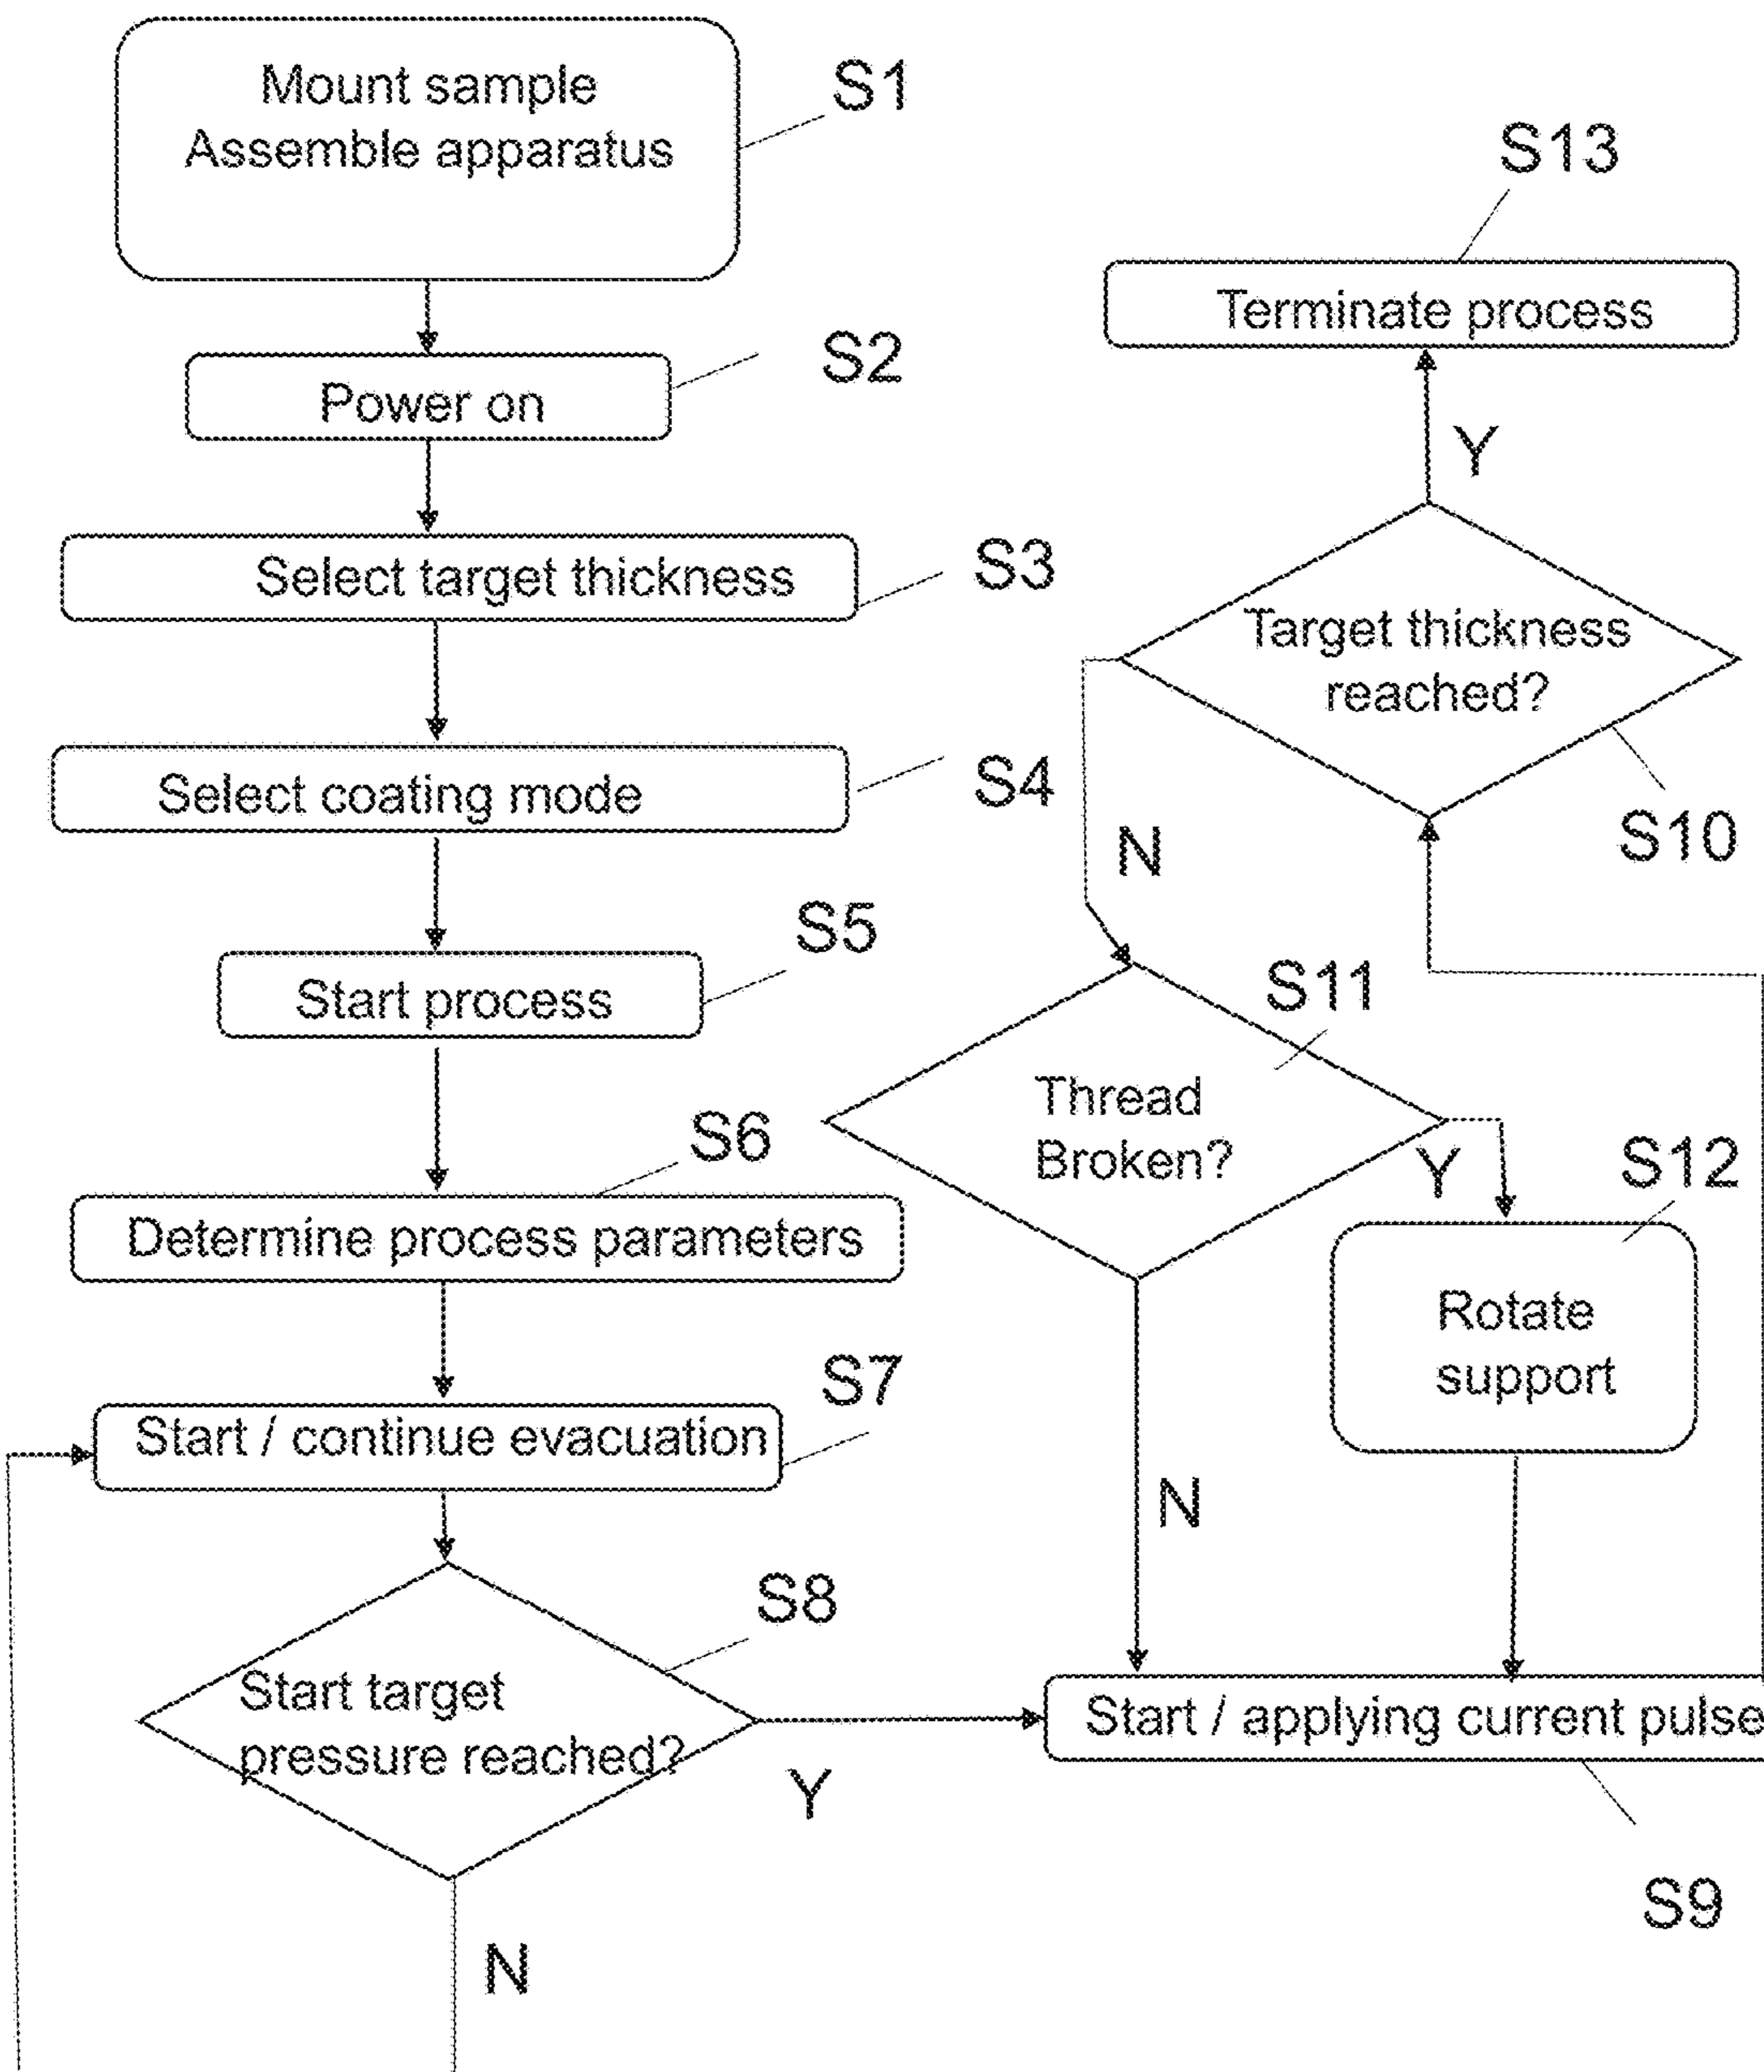 Mount sample
Assemble apparatus
S1
Power on
S2
Select target thickness
S3
Select coating mode
S4
Start process
S5
Determine process parameters
S6
Start / continue evacuation
S7
Start target
pressure reached?
S8
Y
N
Start / applying current pulse
S9
Target thickness
reached?
S10
Y
N
Thread
Broken?
S11
Y
N
Rotate
support
S12
Terminate process
S13